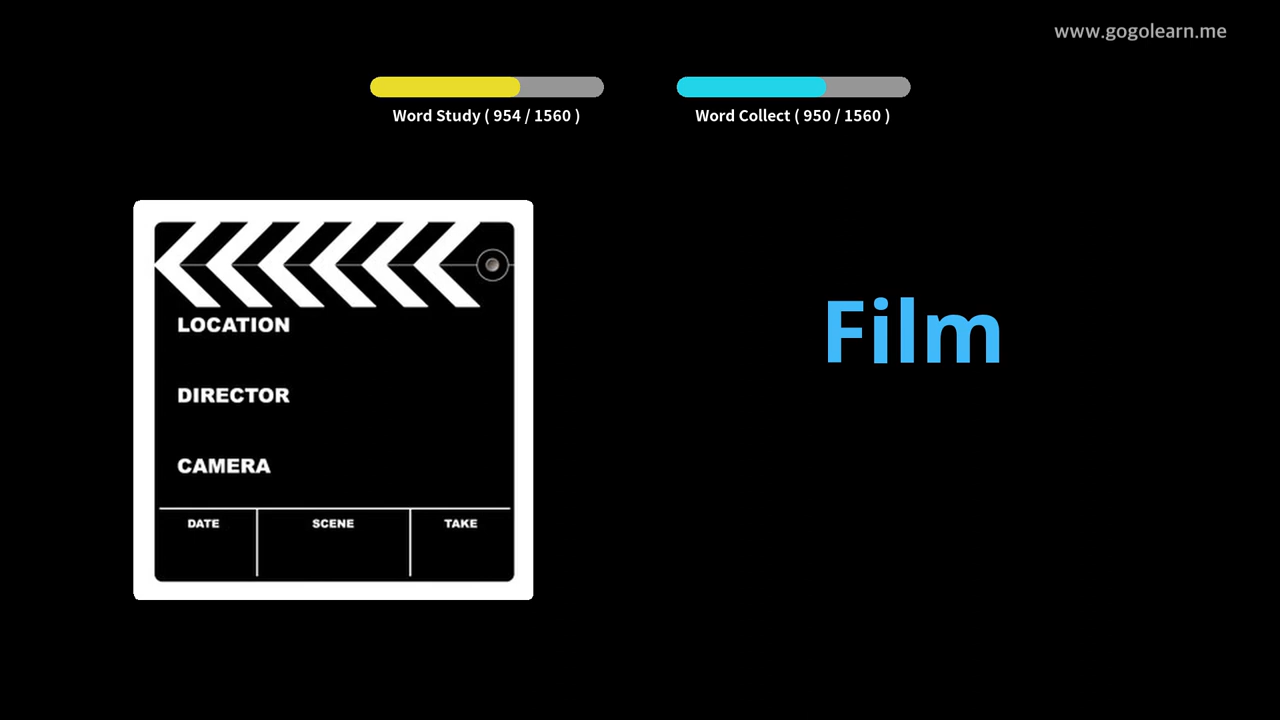 www.gogolearn.me
Word Study ( 954 / 1560 )
Word Collect ( 950 / 1560 )
LOCATION
DIRECTOR
CAMERA
DATE
SCENE
TAKE
Film